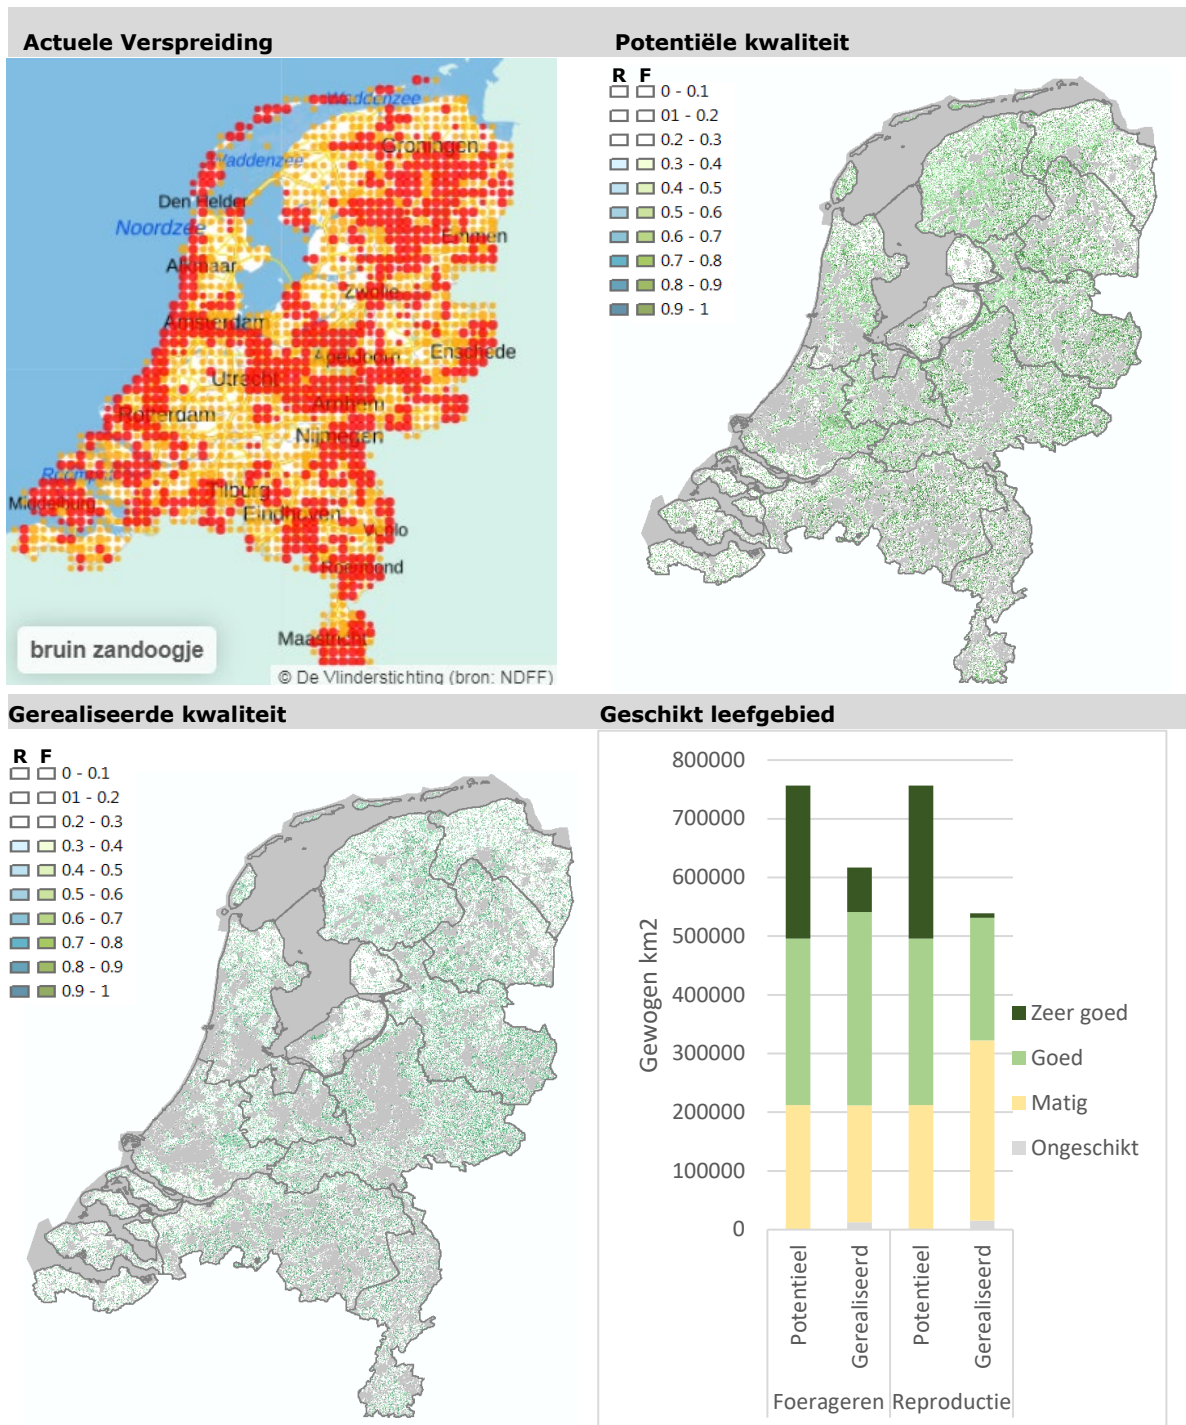 Actuele Verspreiding
Potentiële kwaliteit
Waddenzee
Groningen
Waddenzee
Den Helder
Noordzee
Emmen
Alkmaar
Zwolle
Amsterdam
Apeldoorn
Enschede
Utrecht
Arnhem
Rotterdam
Nijmegen
Tilburg
Middelburg
Eindhoven
Venlo
Roermond
Maastricht
bruin zandoogje
© De Vlinderstichting (bron: NDFF)
R F
0 - 0.1
01 - 0.2
0.2 - 0.3
0.3 - 0.4
0.4 - 0.5
0.5 - 0.6
0.6 - 0.7
0.7 - 0.8
0.8 - 0.9
0.9 - 1
Gerealiseerde kwaliteit
Geschikt leefgebied
R F
0 - 0.1
01 - 0.2
0.2 - 0.3
0.3 - 0.4
0.4 - 0.5
0.5 - 0.6
0.6 - 0.7
0.7 - 0.8
0.8 - 0.9
0.9 - 1
Gewogen km2
800000
700000
600000
500000
400000
300000
200000
100000
0
Zeer goed
Goed
Matig
Ongeschikt
Potentieel
Gerealiseerd
Potentieel
Gerealiseerd
Foerageren
Reproductie